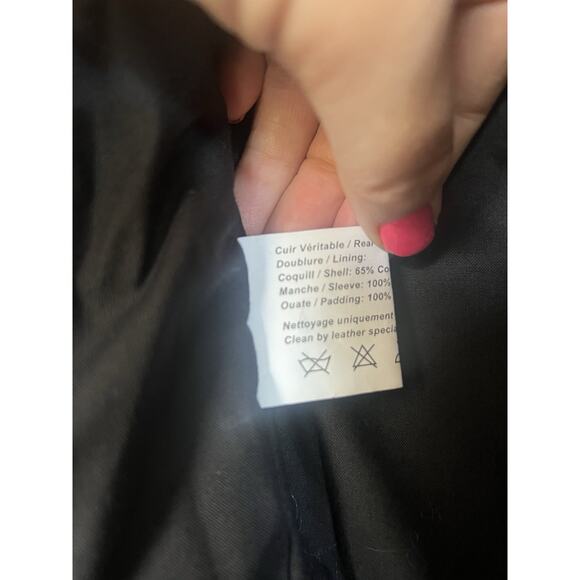 Cuir Véritable / Real
Doublure / Lining:
Coquill / Shell: 65% Co
Manche / Sleeve: 100%
Ouate / Padding: 100%
Nettoyage uniquement
Clean by leather specia